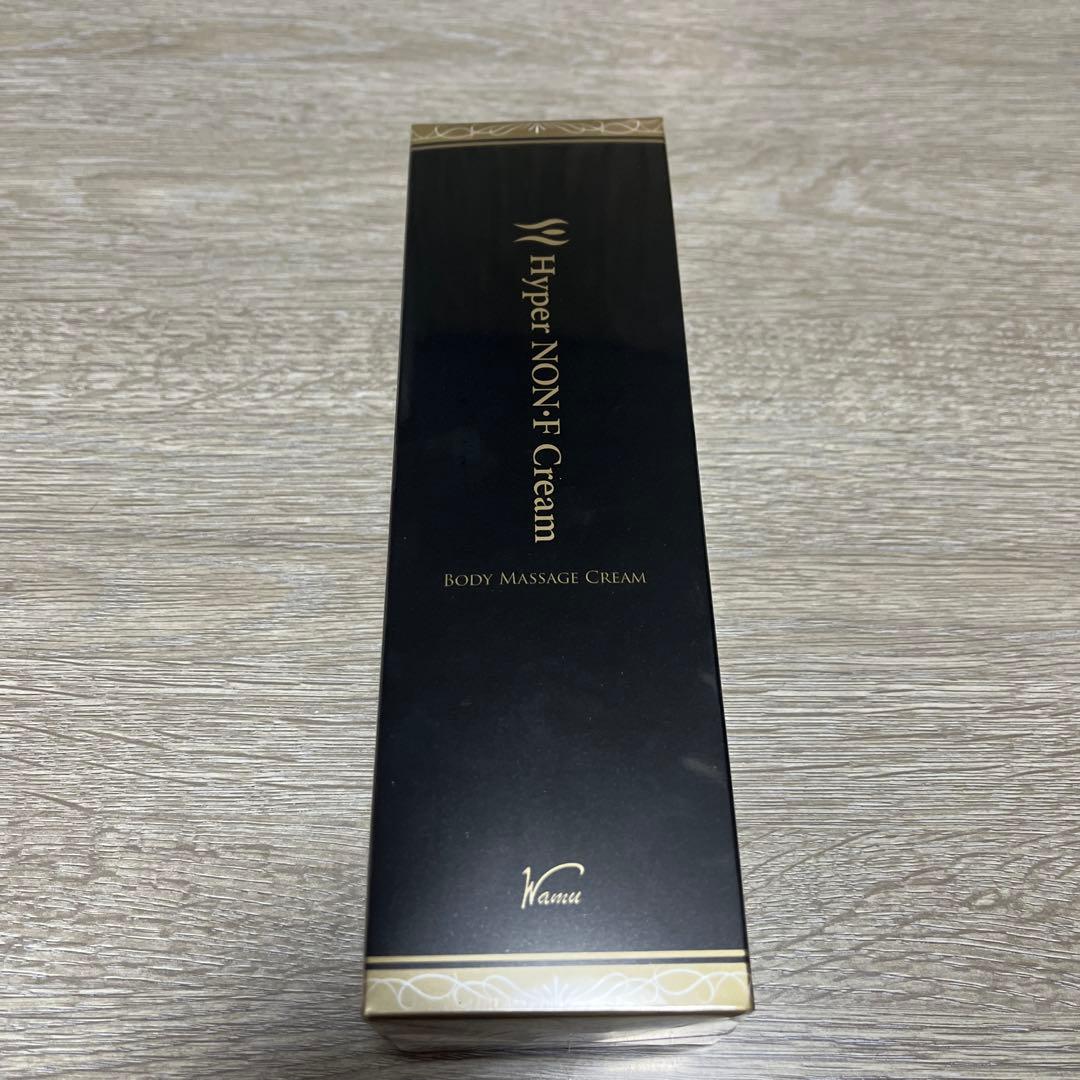 Hyper NON·F Cream
BODY MASSAGE CREAM
Wamu